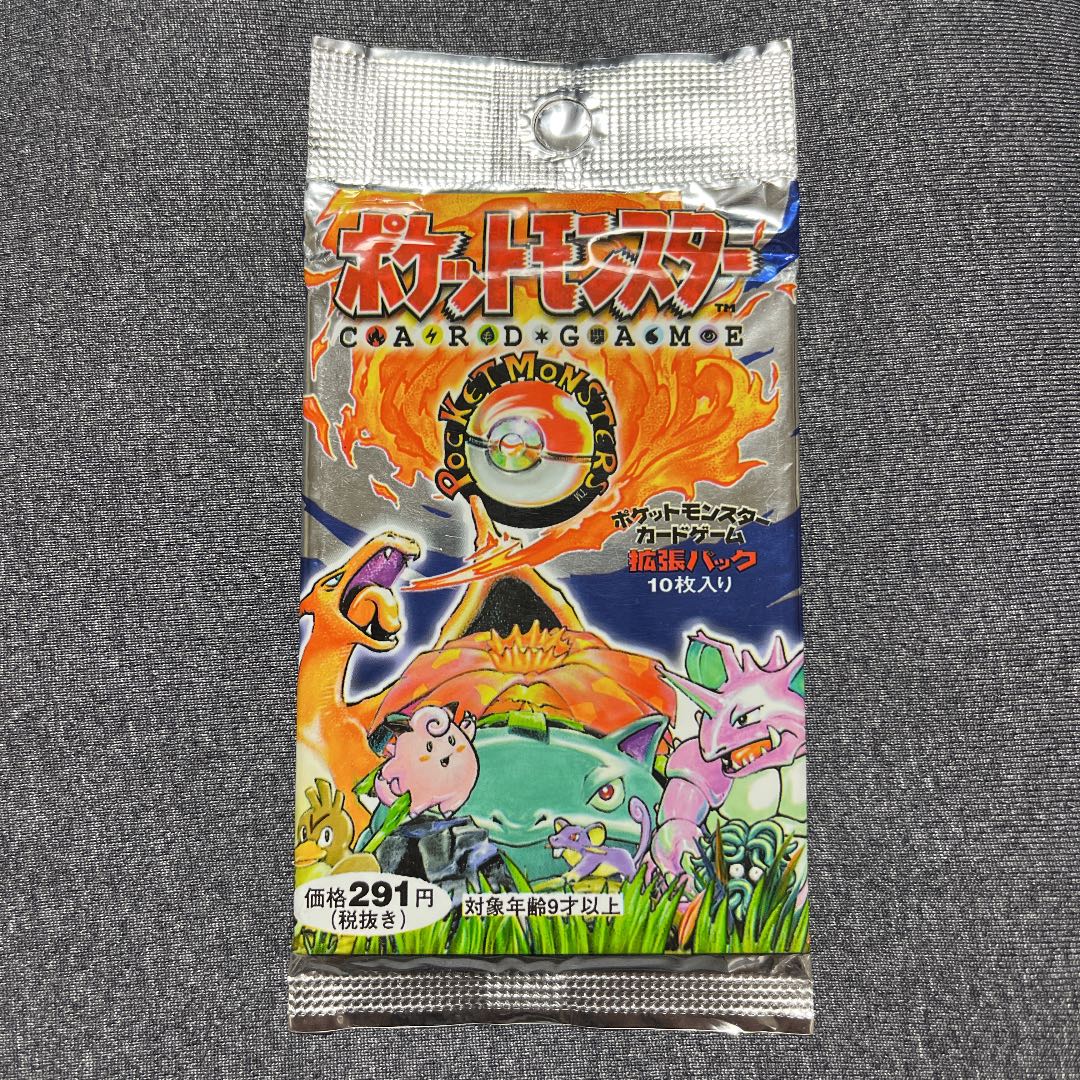 ポケットモンスター
TM
CARD★GAME
POCKET MONSTERS
TM
ポケットモンスター
カードゲーム
拡張パック
10枚入り
価格291円
(税抜き)
対象年齢9才以上